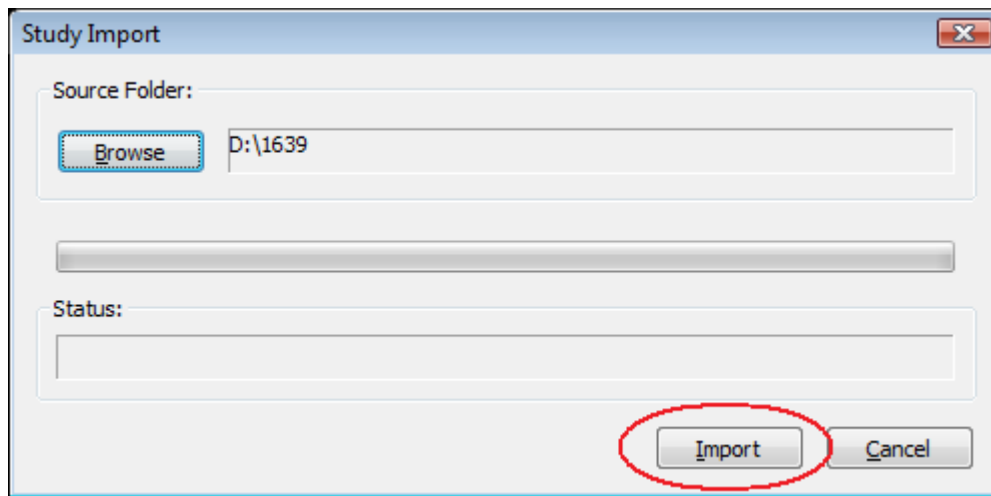 Study Import
Source Folder:
Browse
D:\1639
Status:
Import
Cancel